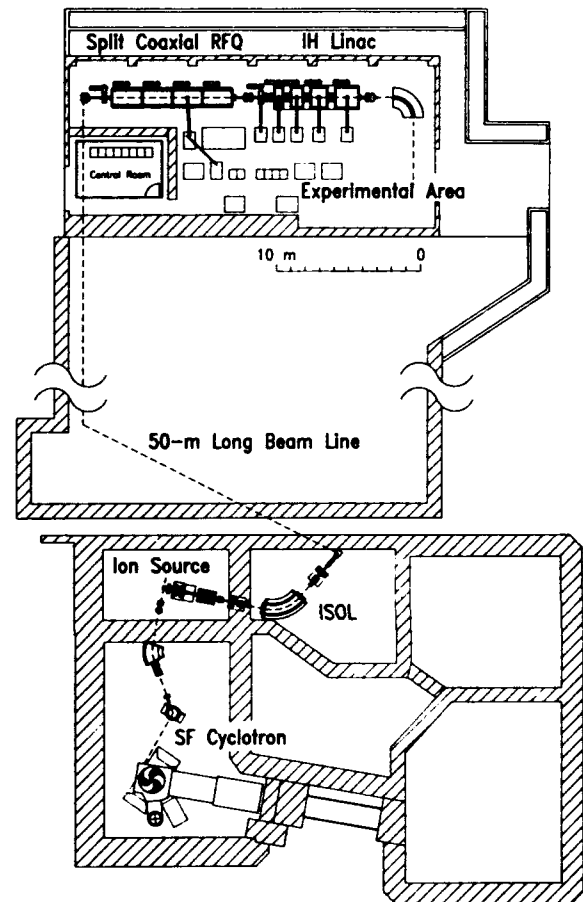 Split Coaxial RFQ IH Linac
Control Room
Experimental Area
10 m 0
50-m Long Beam Line
Ion Source
ISOL
SF Cyclotron